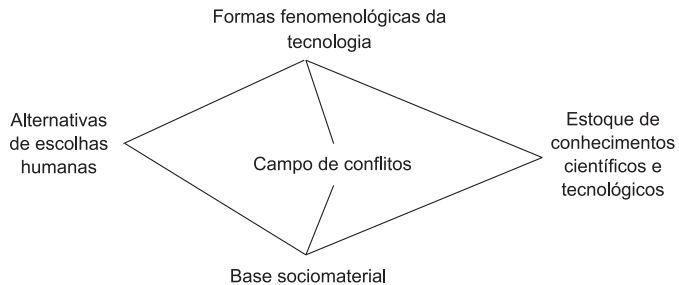 Formas fenomenológicas da
tecnologia
Alternativas
de escolhas
humanas
Campo de conflitos
Estoque de
conhecimentos
científicos e
tecnológicos
Base sociomaterial